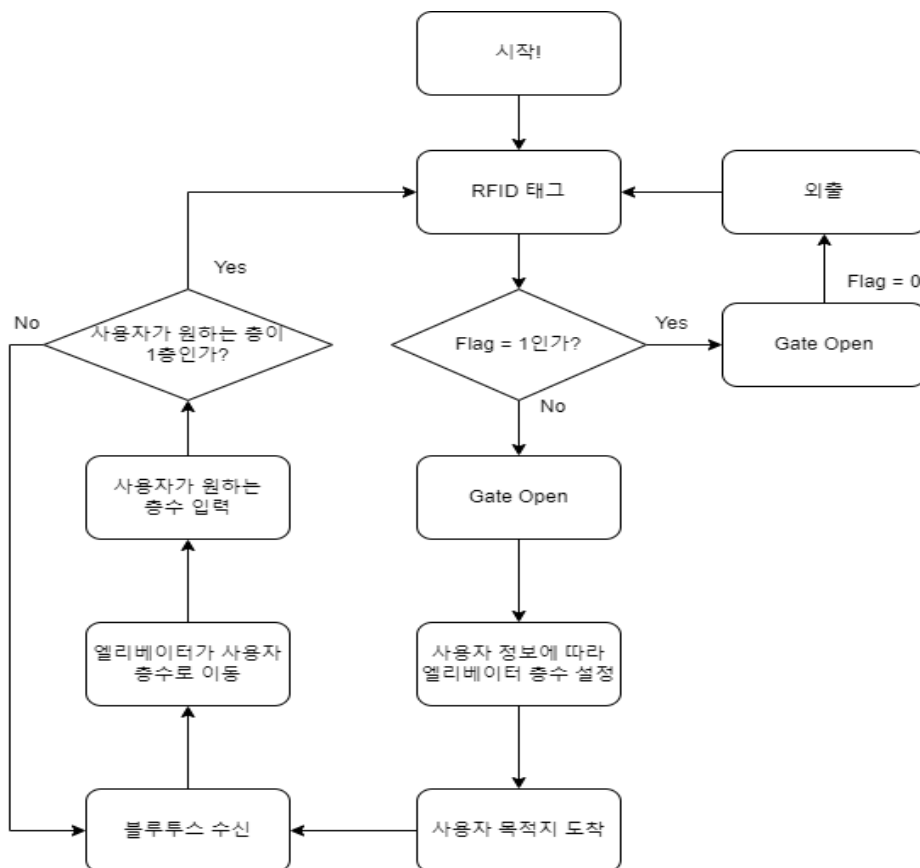 시작!
RFID 태그
외출
Yes
Flag = 0
No
사용자가 원하는 층이
1층인가?
Flag = 1인가?
Yes
Gate Open
No
사용자가 원하는
층수 입력
Gate Open
엘리베이터가 사용자
층수로 이동
사용자 정보에 따라
엘리베이터 층수 설정
블루투스 수신
사용자 목적지 도착